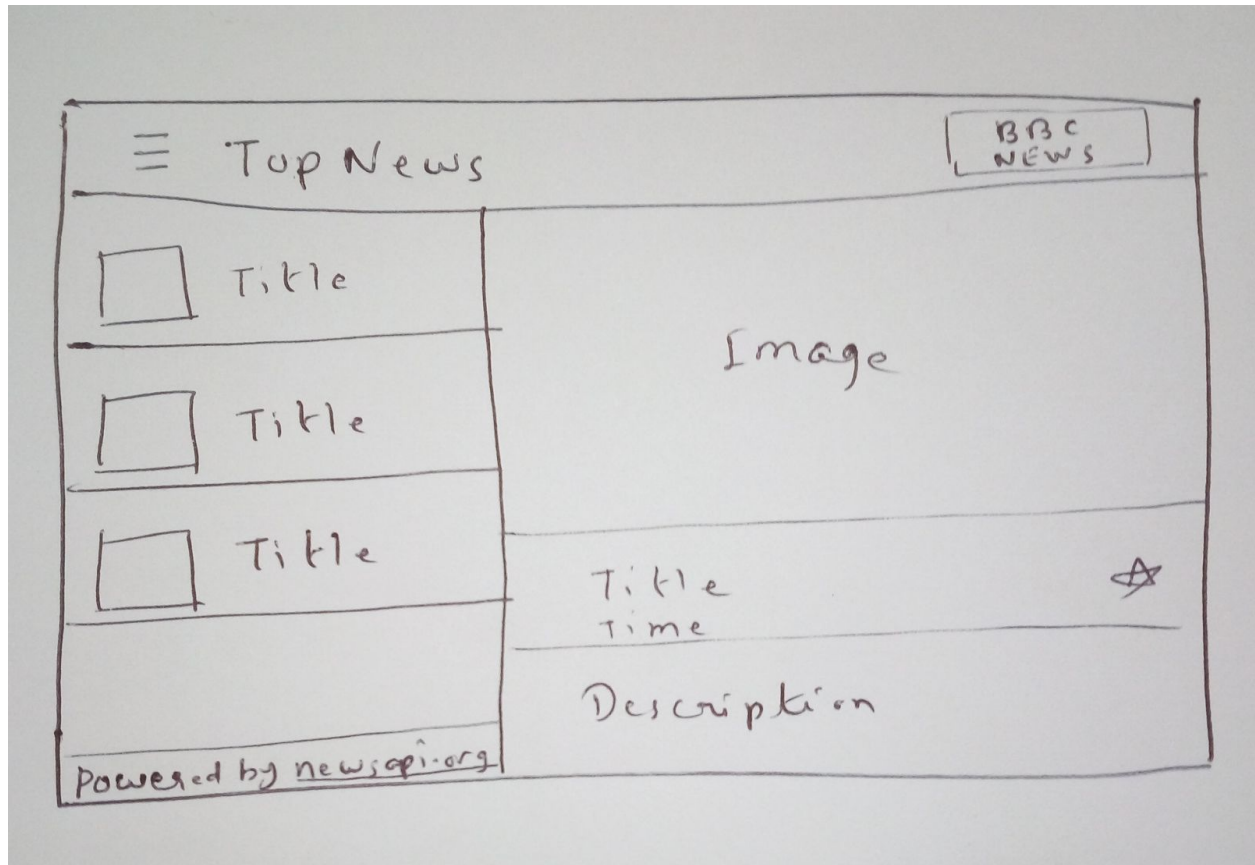 Top News
BBC
NEWS
Title
Title
Title
Powered by newsapi.org
Image
Title
Time
Description